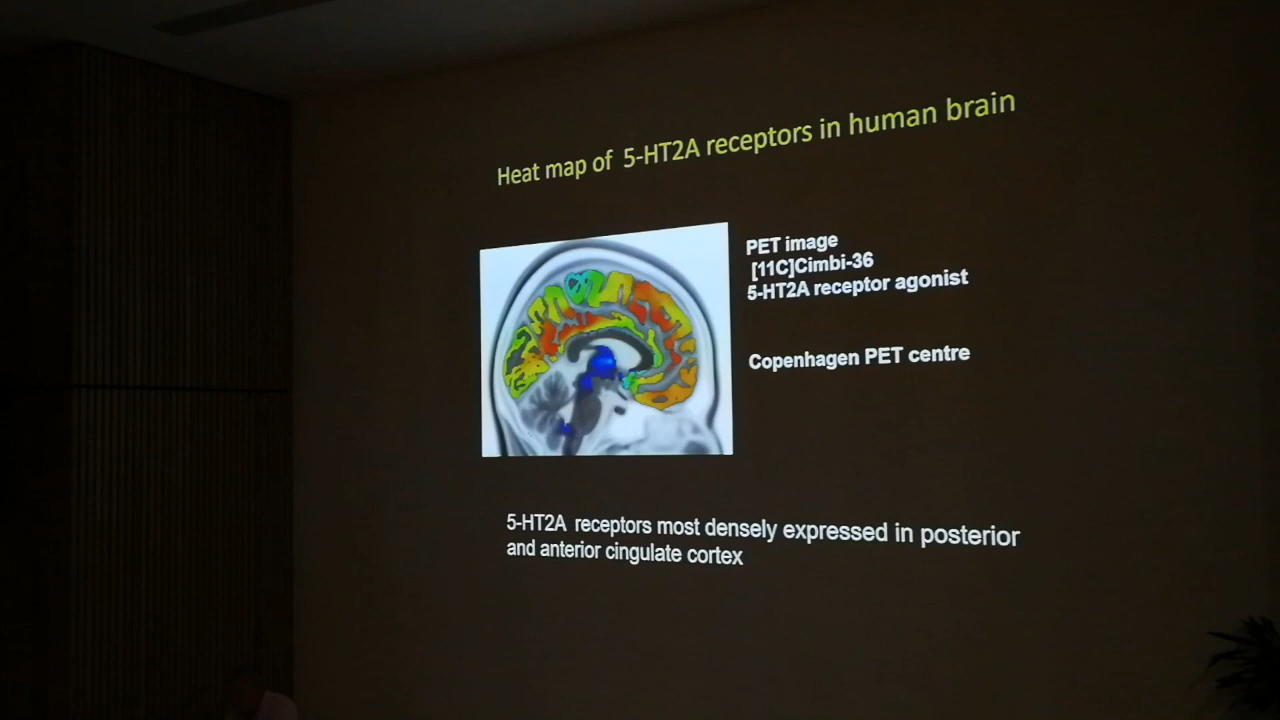 Heat map of 5-HT2A receptors in human brain
PET image
[11C]Cimbi-36
5-HT2A receptor agonist
Copenhagen PET centre
5-HT2A receptors most densely expressed in posterior
and anterior cingulate cortex